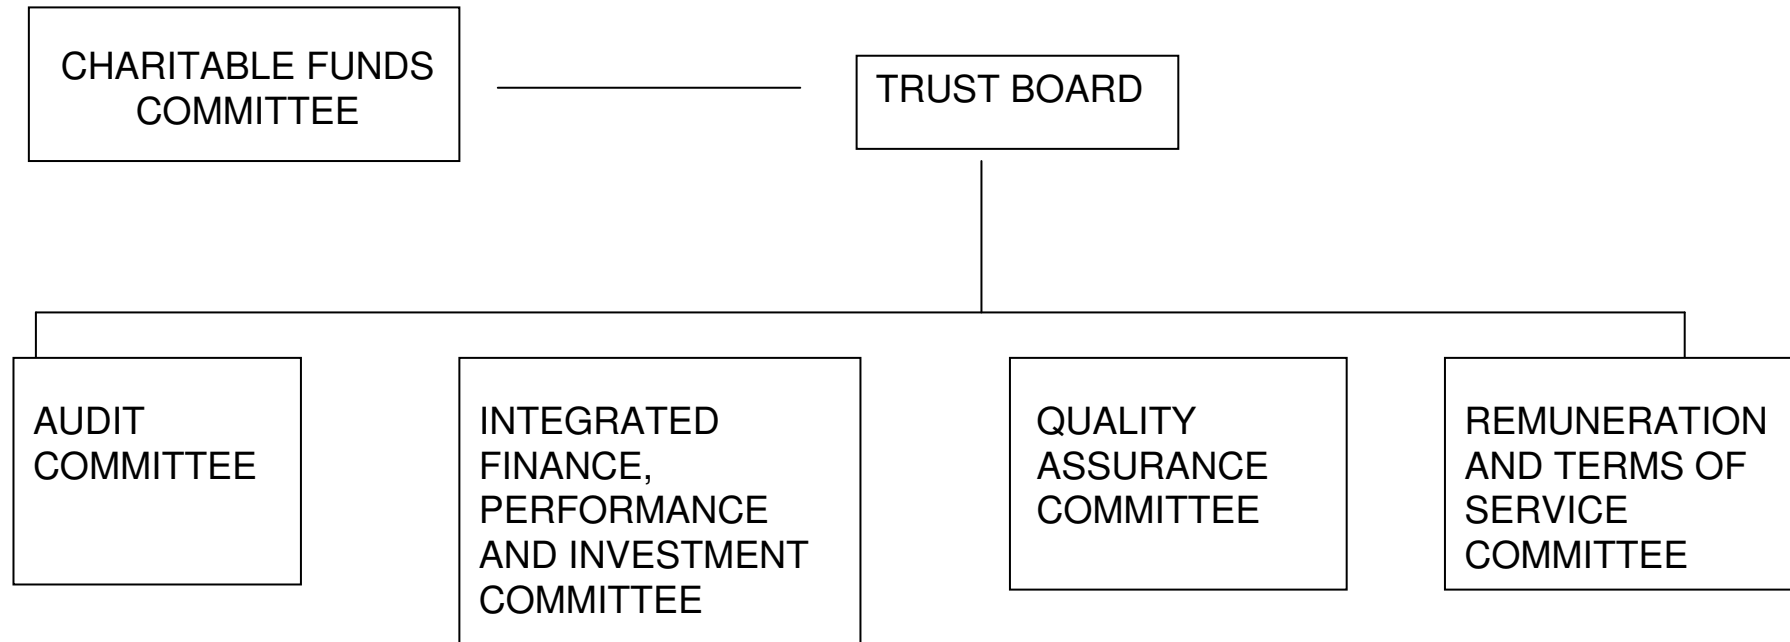 CHARITABLE FUNDS
COMMITTEE
TRUST BOARD
AUDIT
COMMITTEE
INTEGRATED
FINANCE,
PERFORMANCE
AND INVESTMENT
COMMITTEE
QUALITY
ASSURANCE
COMMITTEE
REMUNERATION
AND TERMS OF
SERVICE
COMMITTEE